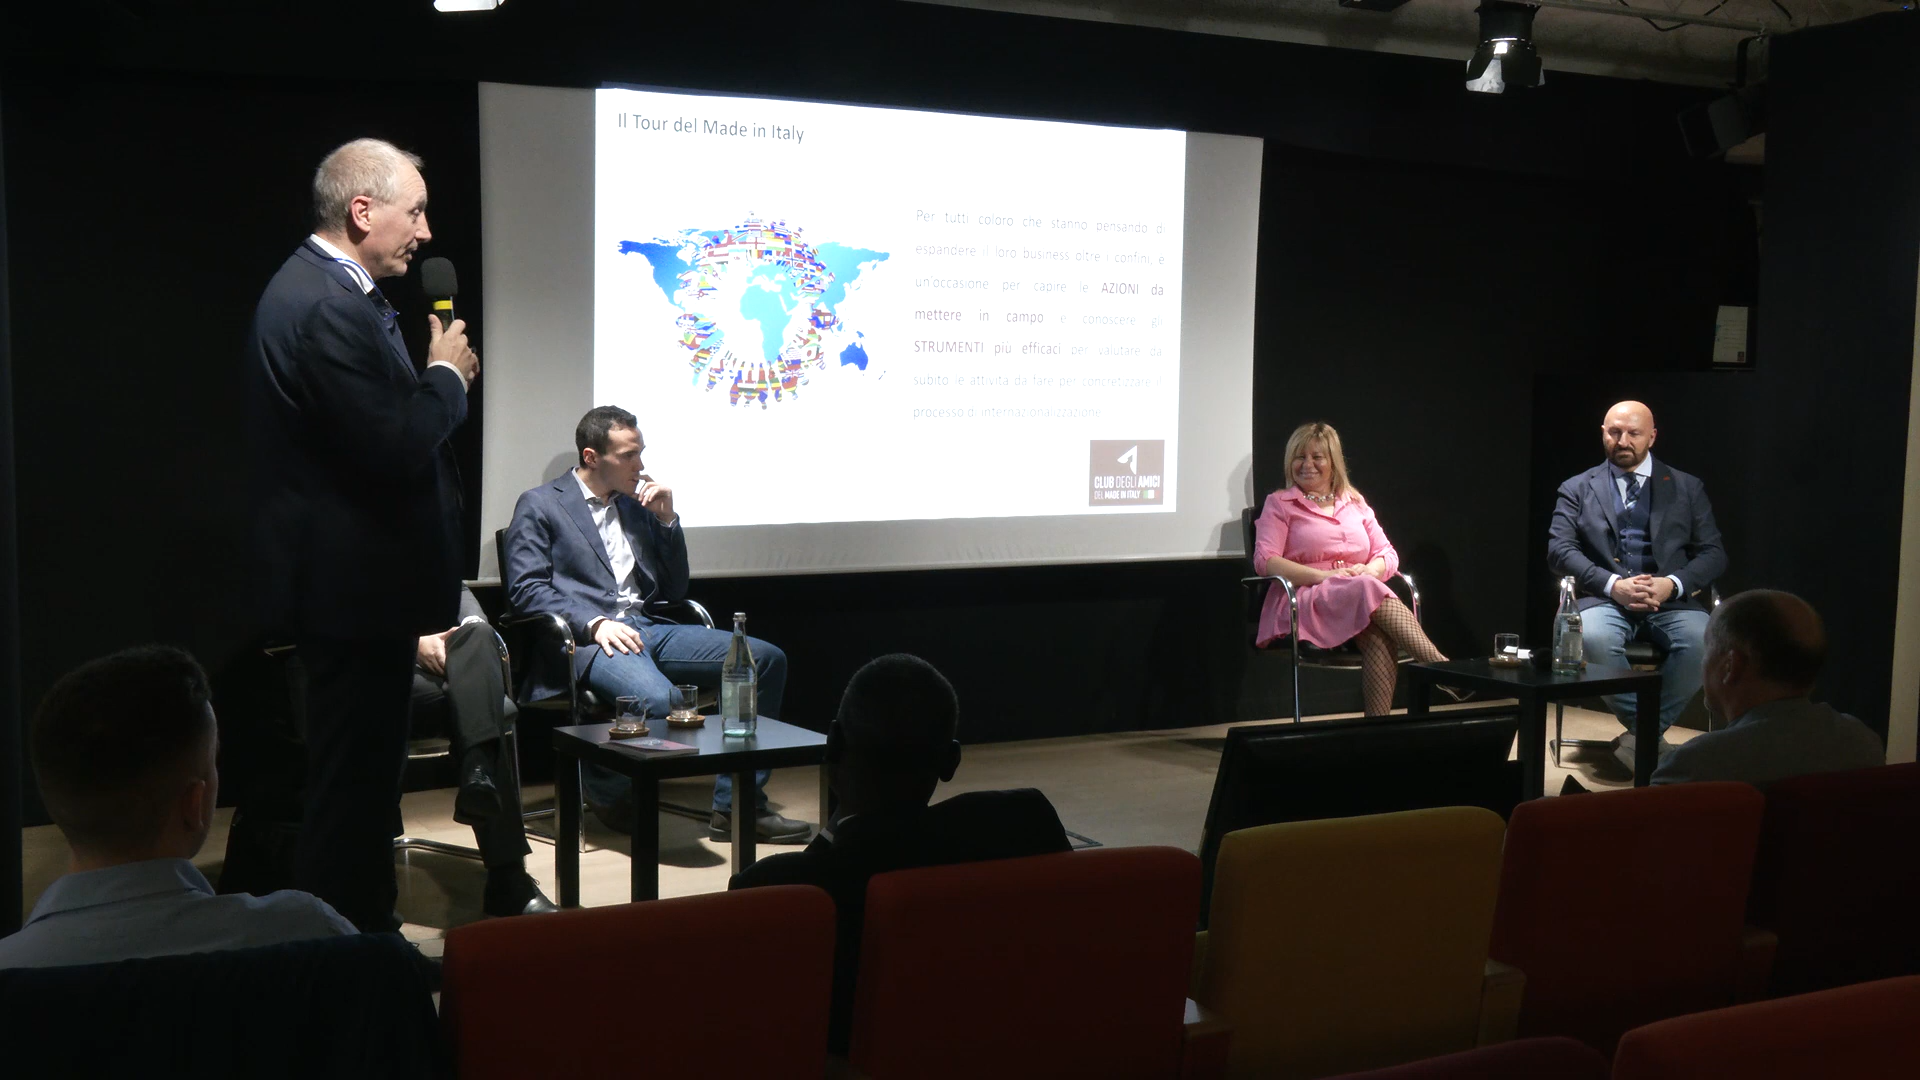 Il Tour del Made in Italy
Per tutti coloro che stanno pensando di
espandere il loro business oltre i confini, è
un'occasione per capire le AZIONI da
mettere in campo e conoscere gli
STRUMENTI più efficaci per valutare da
subito le attività da fare per concretizzare il
processo di internazionalizzazione.
CLUB DEGLI AMICI
DEL MADE IN ITALY